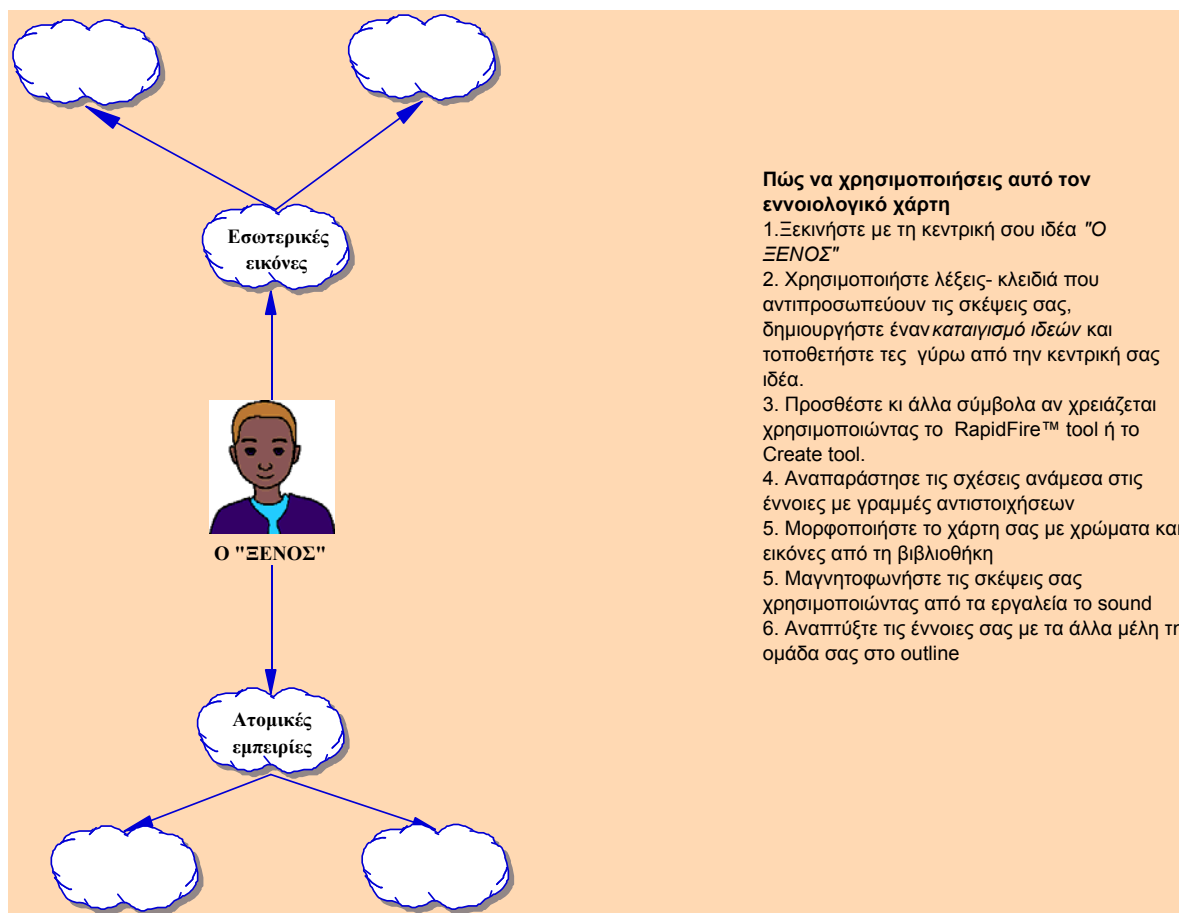 Εσωτερικές
εικόνες
Ο "ΞΕΝΟΣ"
Ατομικές
εμπειρίες
Πώς να χρησιμοποιήσεις αυτό τον
εννοιολογικό χάρτη
1.Ξεκινήστε με τη κεντρική σου ιδέα "Ο
ΞΕΝΟΣ"
2. Χρησιμοποιήστε λέξεις- κλειδιά που
αντιπροσωπεύουν τις σκέψεις σας,
δημιουργήστε έναν καταιγισμό ιδεών και
τοποθετήστε τες  γύρω από την κεντρική σας
ιδέα.
3. Προσθέστε κι άλλα σύμβολα αν χρειάζεται
χρησιμοποιώντας το  RapidFire™ tool ή το
Create tool.
4. Αναπαράστησε τις σχέσεις ανάμεσα στις
έννοιες με γραμμές αντιστοιχήσεων
5. Μορφοποιήστε το χάρτη σας με χρώματα και
εικόνες από τη βιβλιοθήκη
5. Μαγνητοφωνήστε τις σκέψεις σας
χρησιμοποιώντας από τα εργαλεία το sound
6. Αναπτύξτε τις έννοιες σας με τα άλλα μέλη τη
ομάδα σας στο outline